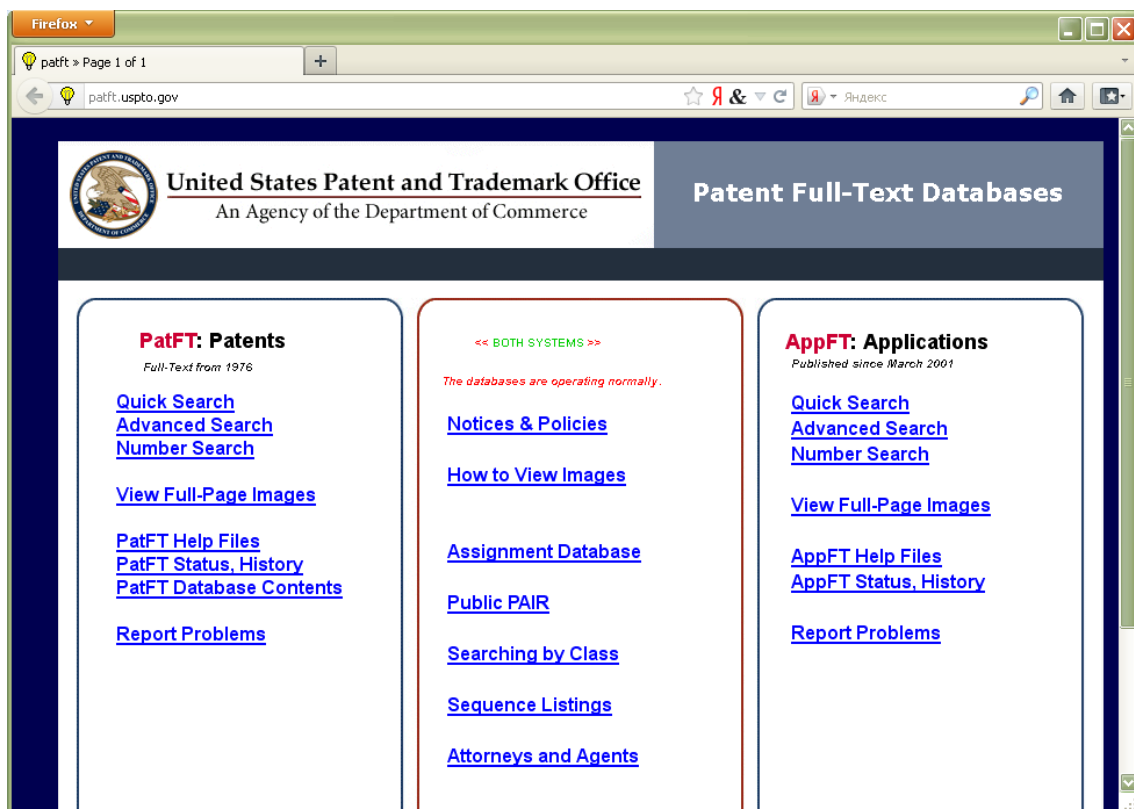 Firefox
patft » Page 1 of 1
patft.uspto.gov
Яндекс
United States Patent and Trademark Office
An Agency of the Department of Commerce
Patent Full-Text Databases
PatFT: Patents
Full-Text from 1976
Quick Search
Advanced Search
Number Search
View Full-Page Images
PatFT Help Files
PatFT Status, History
PatFT Database Contents
Report Problems
<< BOTH SYSTEMS >>
The databases are operating normally.
Notices & Policies
How to View Images
Assignment Database
Public PAIR
Searching by Class
Sequence Listings
Attorneys and Agents
AppFT: Applications
Published since March 2001
Quick Search
Advanced Search
Number Search
View Full-Page Images
AppFT Help Files
AppFT Status, History
Report Problems